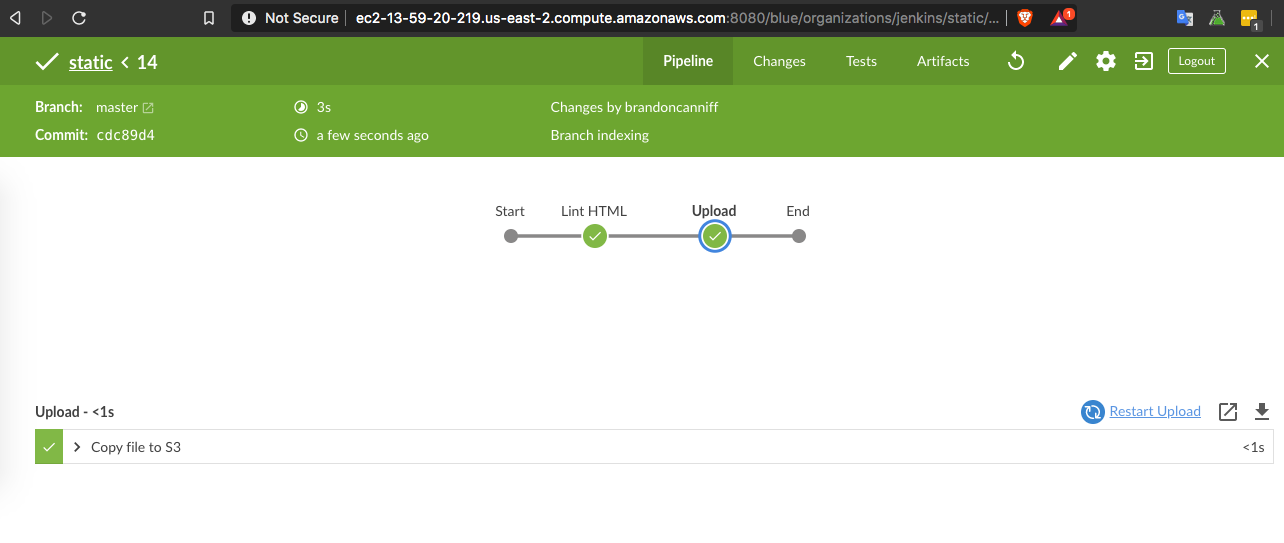 Not Secure ec2-13-59-20-219.us-east-2.compute.amazonaws.com:8080/blue/organizations/jenkins/static/... 1 1
static < 14 Pipeline Changes Tests Artifacts Logout
Branch: master 3s Changes by brandoncanniff
Commit: cdc89d4 a few seconds ago Branch indexing
Start Lint HTML Upload End
Upload - <1s Restart Upload
Copy file to S3 <1s